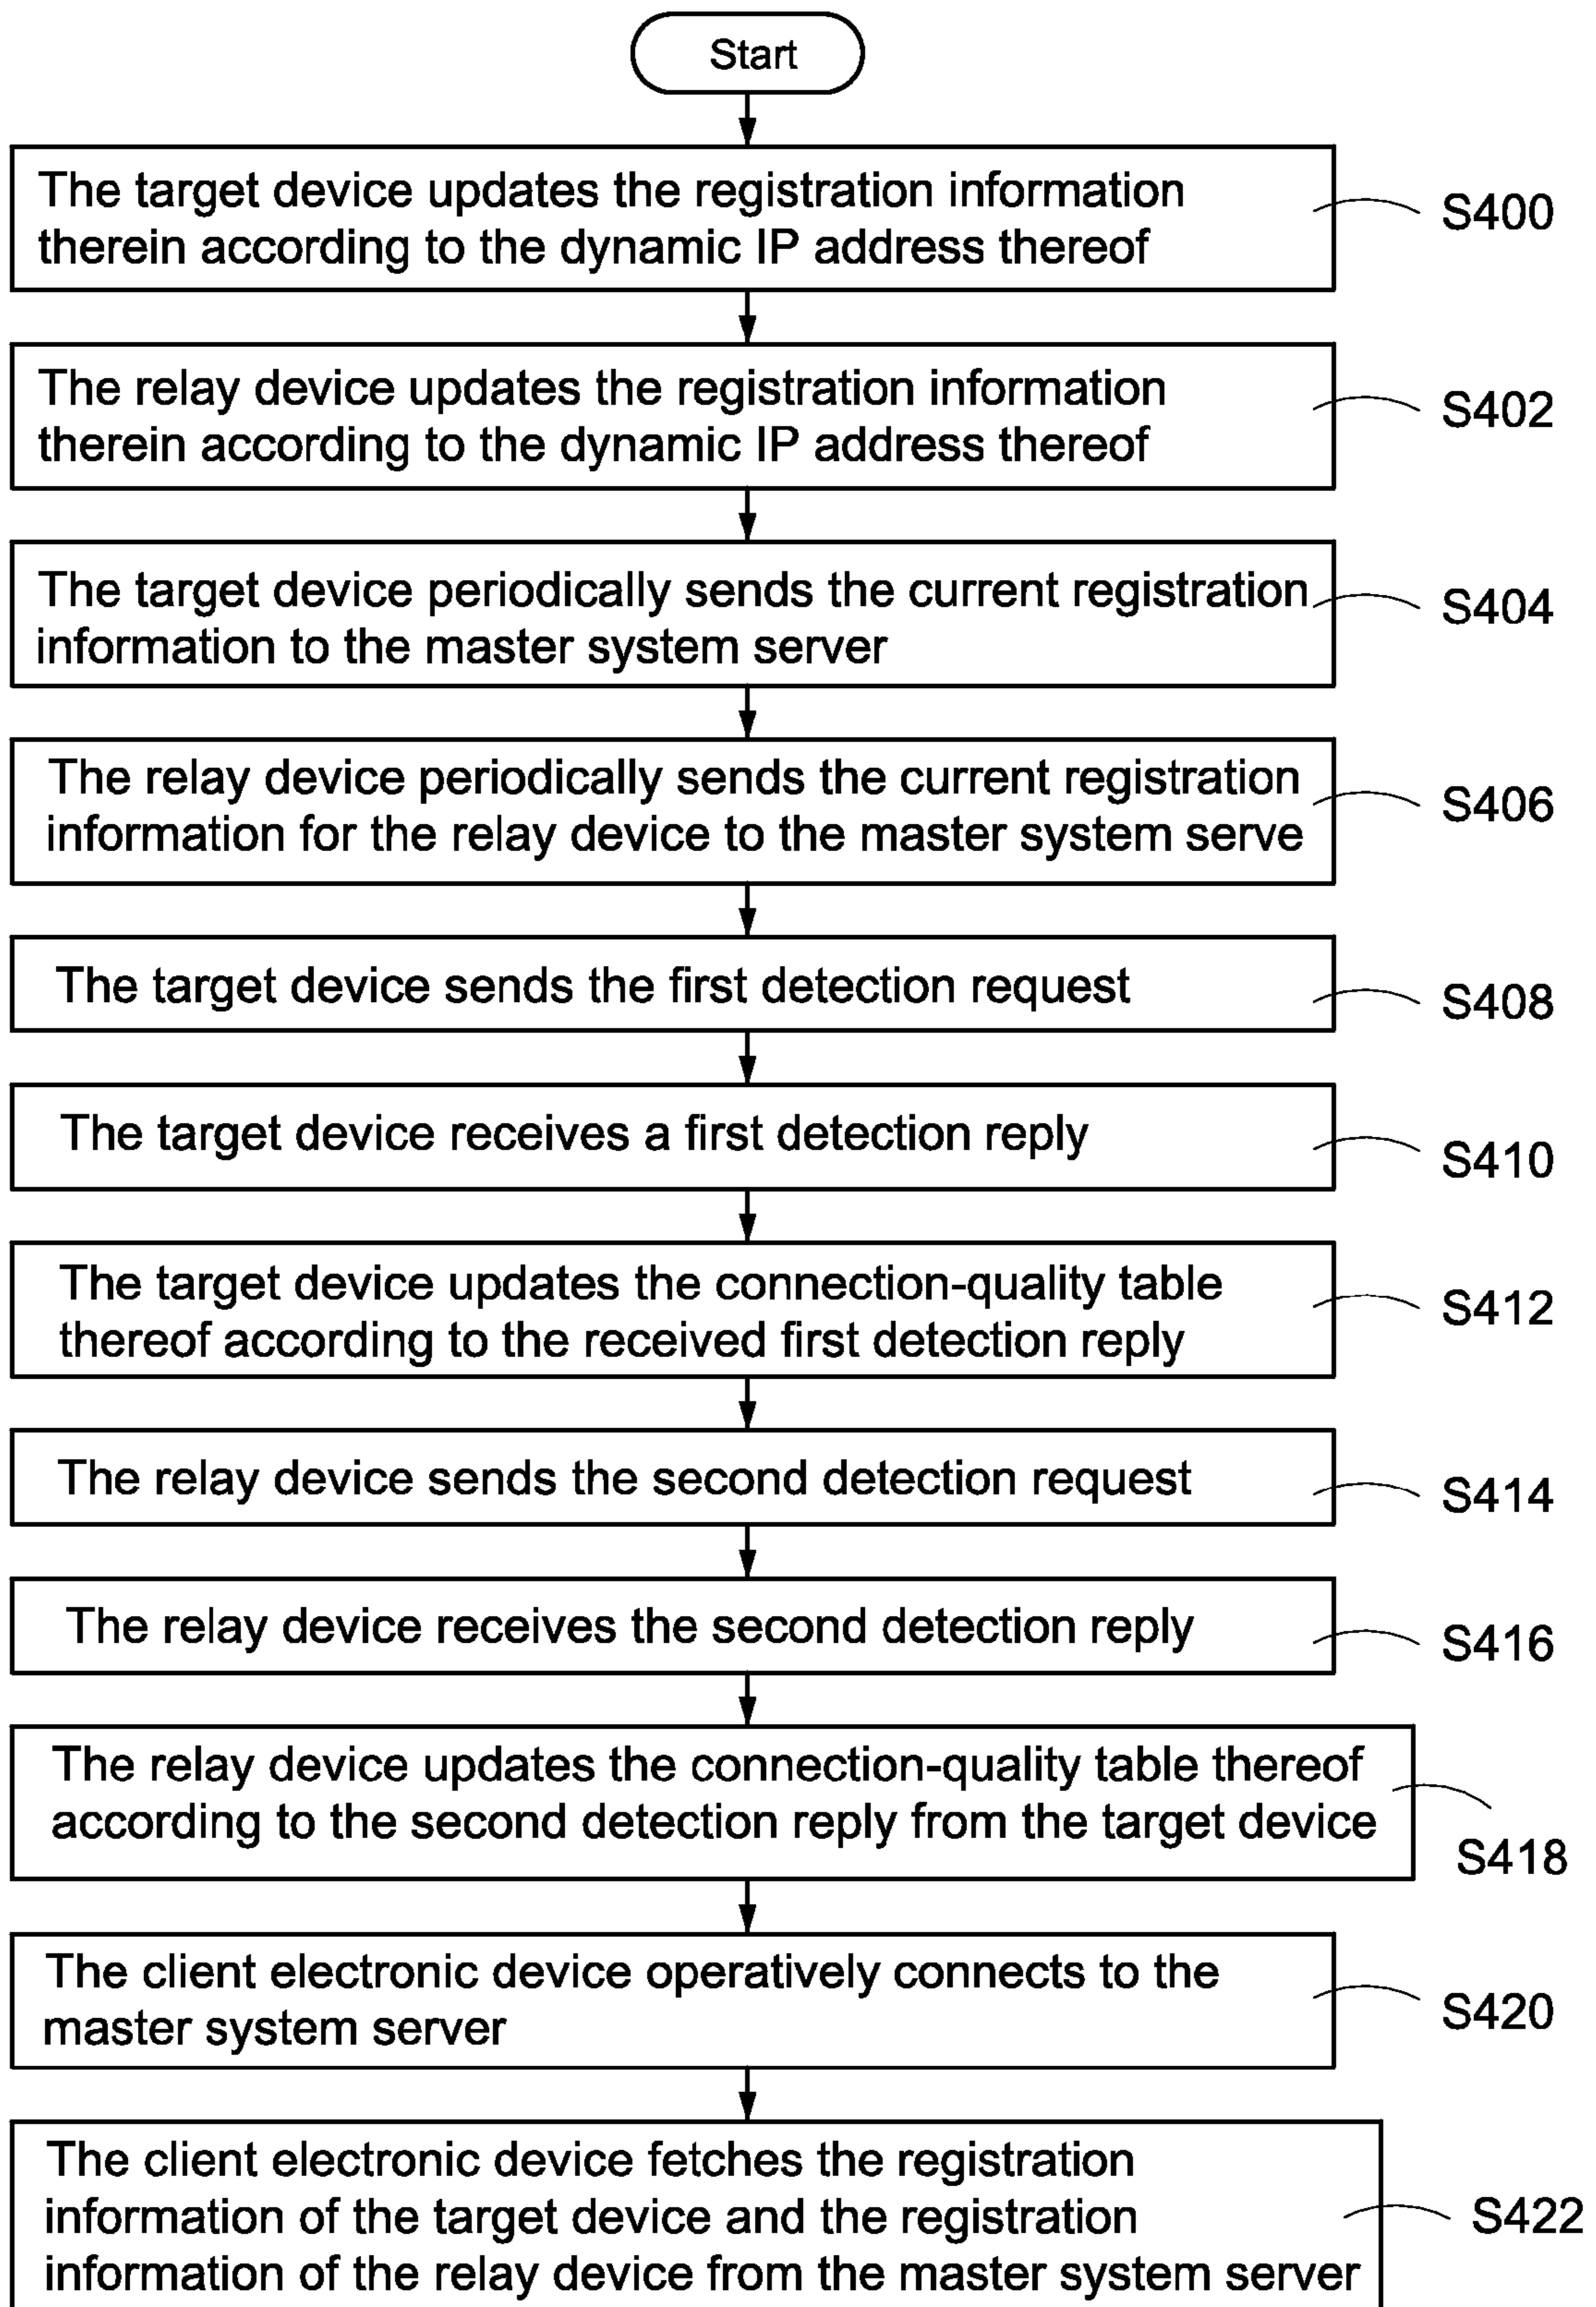 Start
The target device updates the registration information
therein according to the dynamic IP address thereof
S400
The relay device updates the registration information
therein according to the dynamic IP address thereof
S402
The target device periodically sends the current registration
information to the master system server
S404
The relay device periodically sends the current registration
information for the relay device to the master system serve
S406
The target device sends the first detection request
S408
The target device receives a first detection reply
S410
The target device updates the connection-quality table
thereof according to the received first detection reply
S412
The relay device sends the second detection request
S414
The relay device receives the second detection reply
S416
The relay device updates the connection-quality table thereof
according to the second detection reply from the target device
S418
The client electronic device operatively connects to the
master system server
S420
The client electronic device fetches the registration
information of the target device and the registration
information of the relay device from the master system server
S422